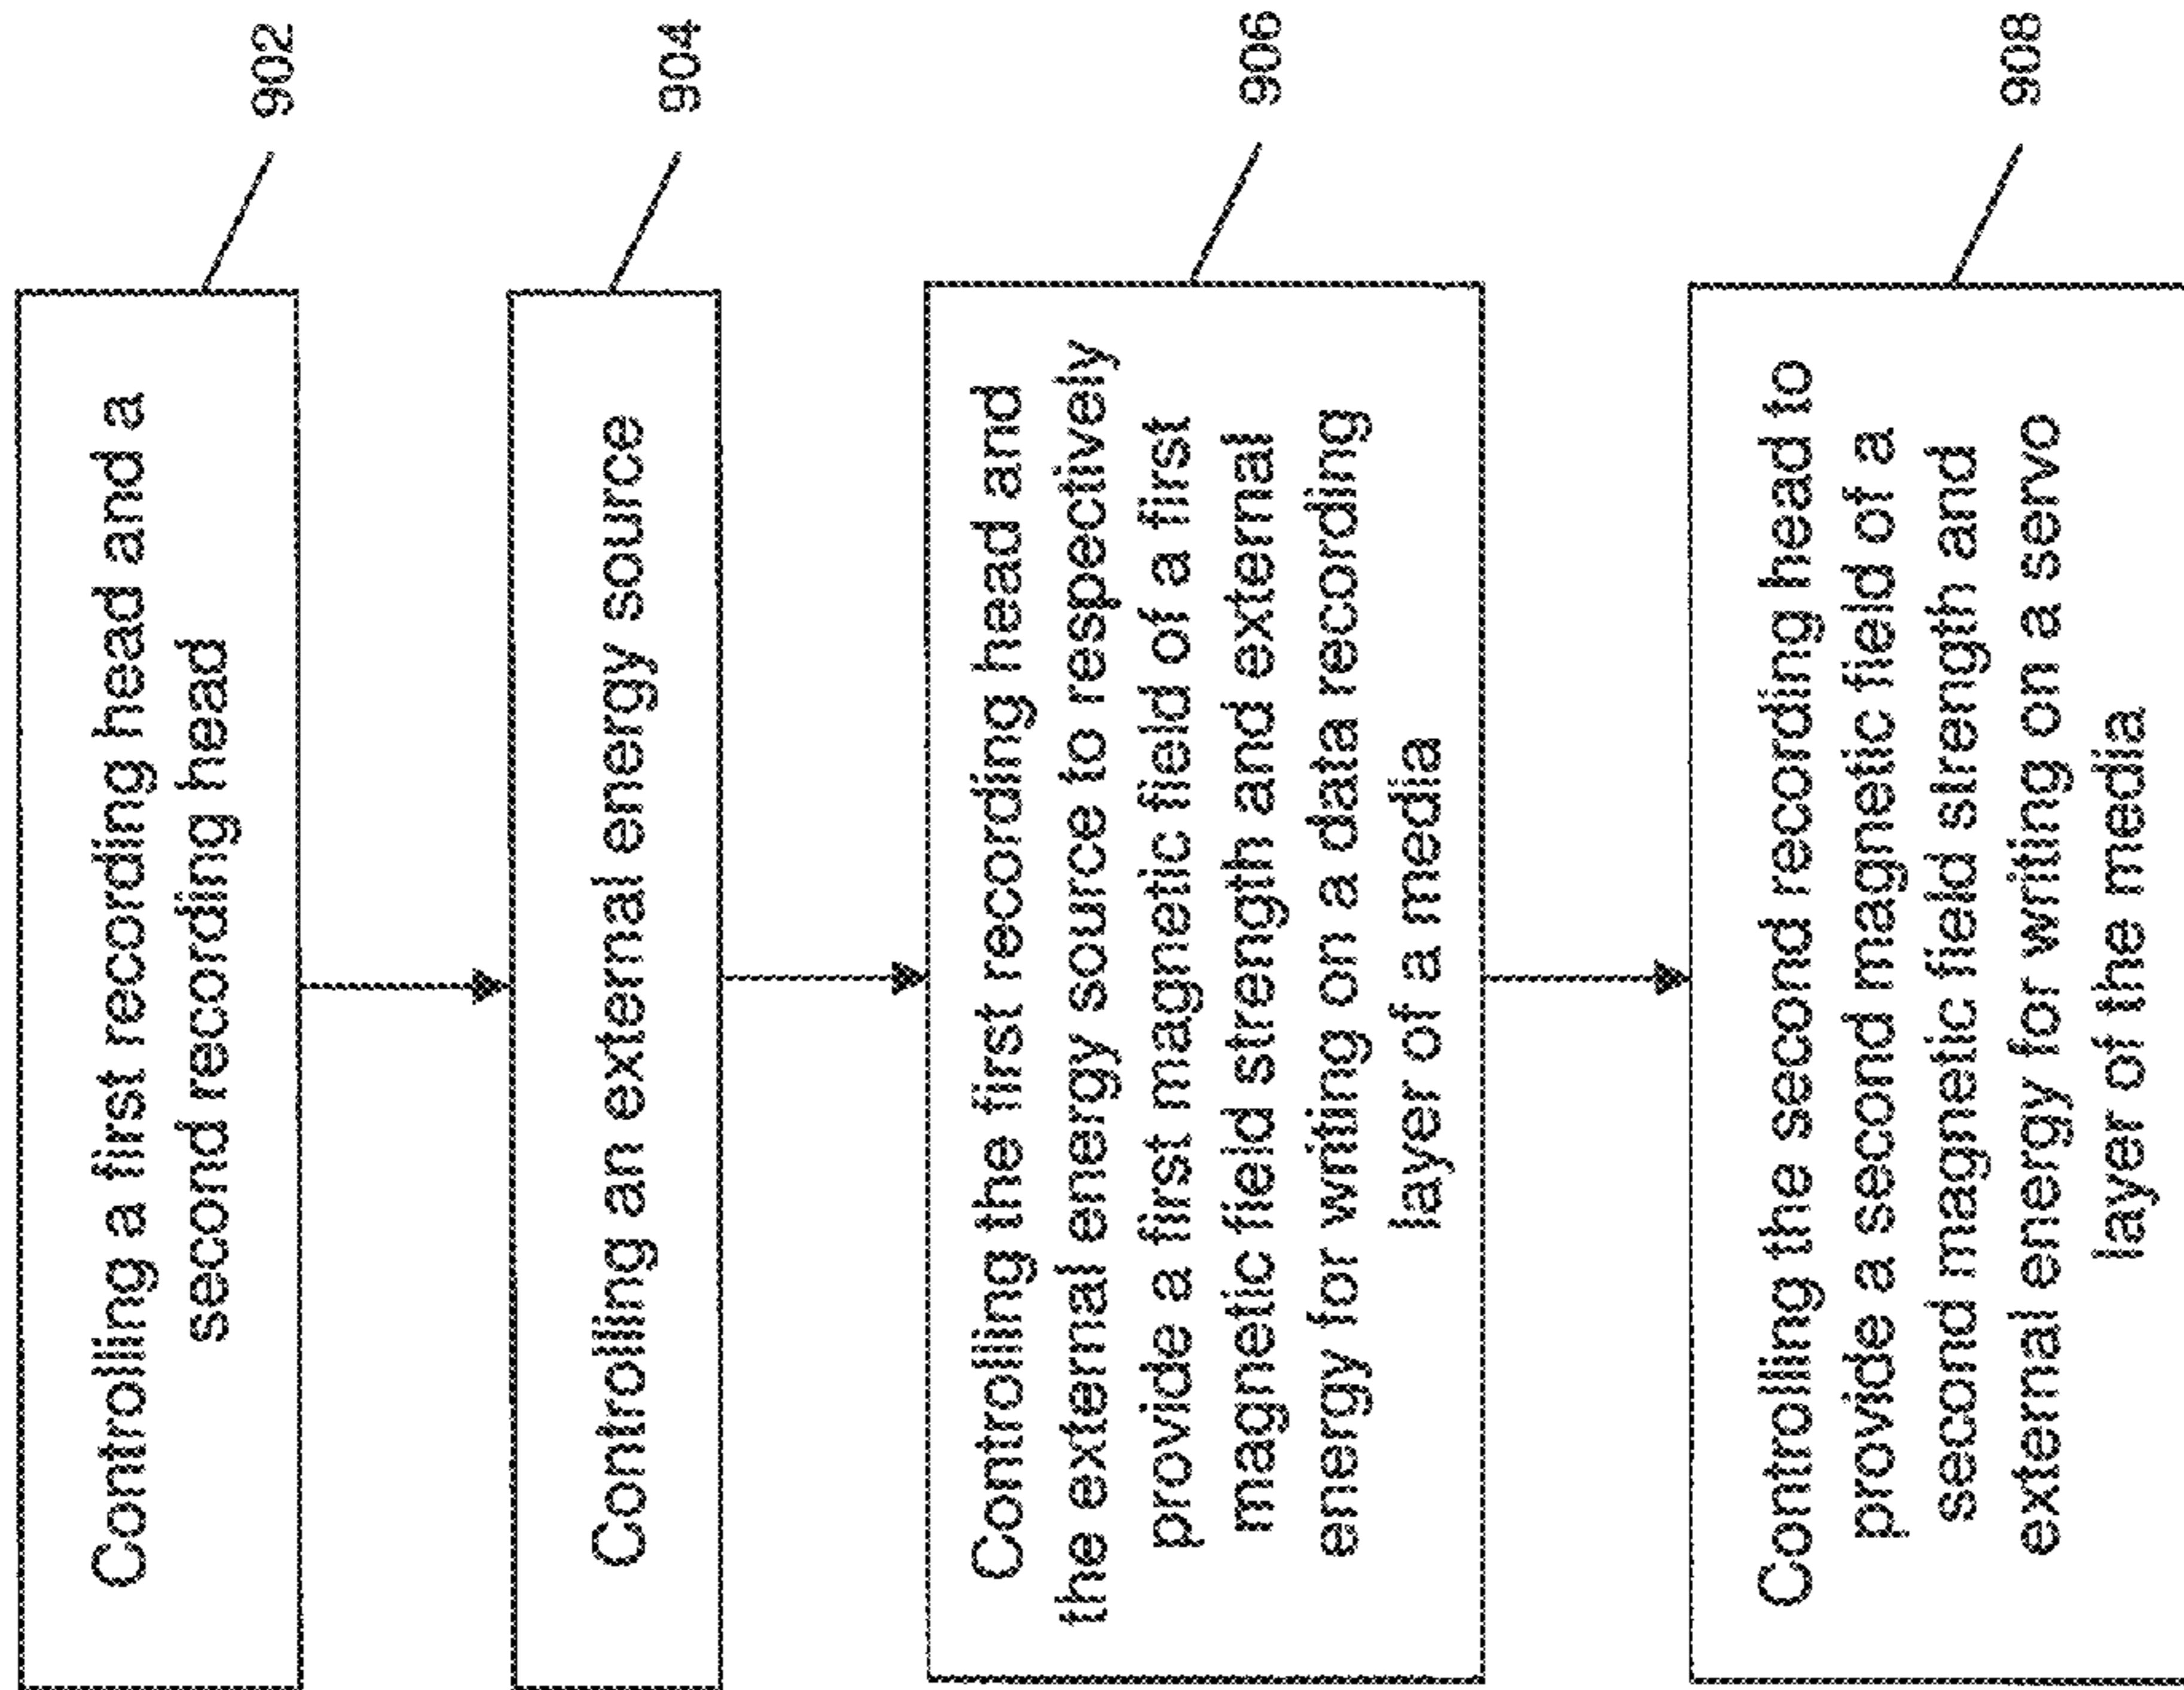 Controlling a first recording head and a
second recording head
902
Controlling an external energy source
904
Controlling the first recording head and
the external energy source to respectively
provide a first magnetic field of a first
magnetic field strength and external
energy for writing on a data recording
layer of a media
906
Controlling the second recording head to
provide a second magnetic field of a
second magnetic field strength and
external energy for writing on a servo
layer of the media
908